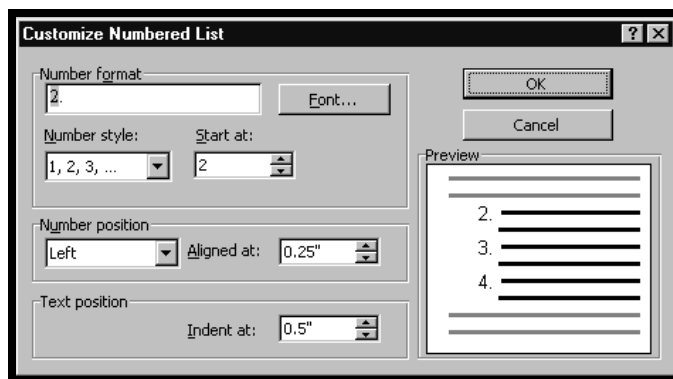 Customize Numbered List
Number format
2.
Font...
Number style:
Start at:
1, 2, 3, ...
2
Number position
Left
Aligned at:
0.25"
Text position
Indent at:
0.5"
OK
Cancel
Preview
2.
3.
4.